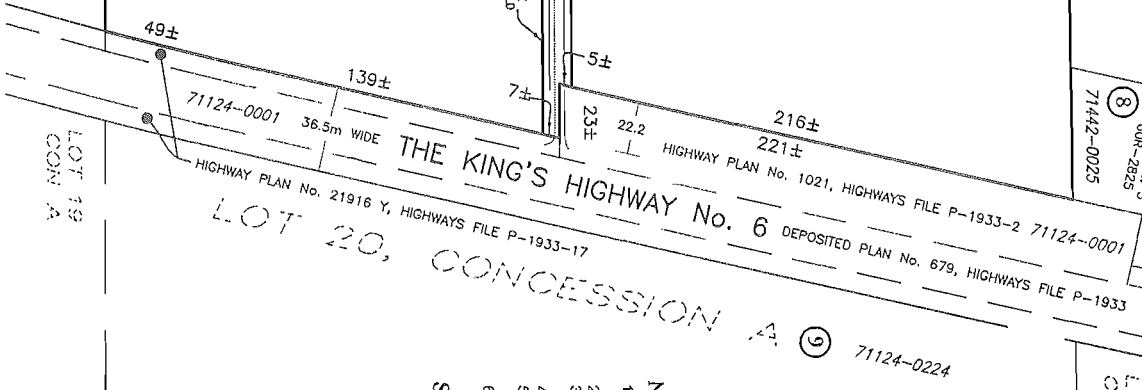 49±
139±
7±
5±
23±
22.2
216±
221±
71124-0001
36.5m WIDE
THE KING'S HIGHWAY No. 6
HIGHWAY PLAN No. 1021, HIGHWAYS FILE P-1933-2 71124-0001
DEPOSITED PLAN No. 679, HIGHWAYS FILE P-1933
HIGHWAY PLAN No. 21916 Y, HIGHWAYS FILE P-1933-17
LOT 20, CONCESSION A
9
71124-0224
LOT 19
CON A
8
60R-2825
71442-0025